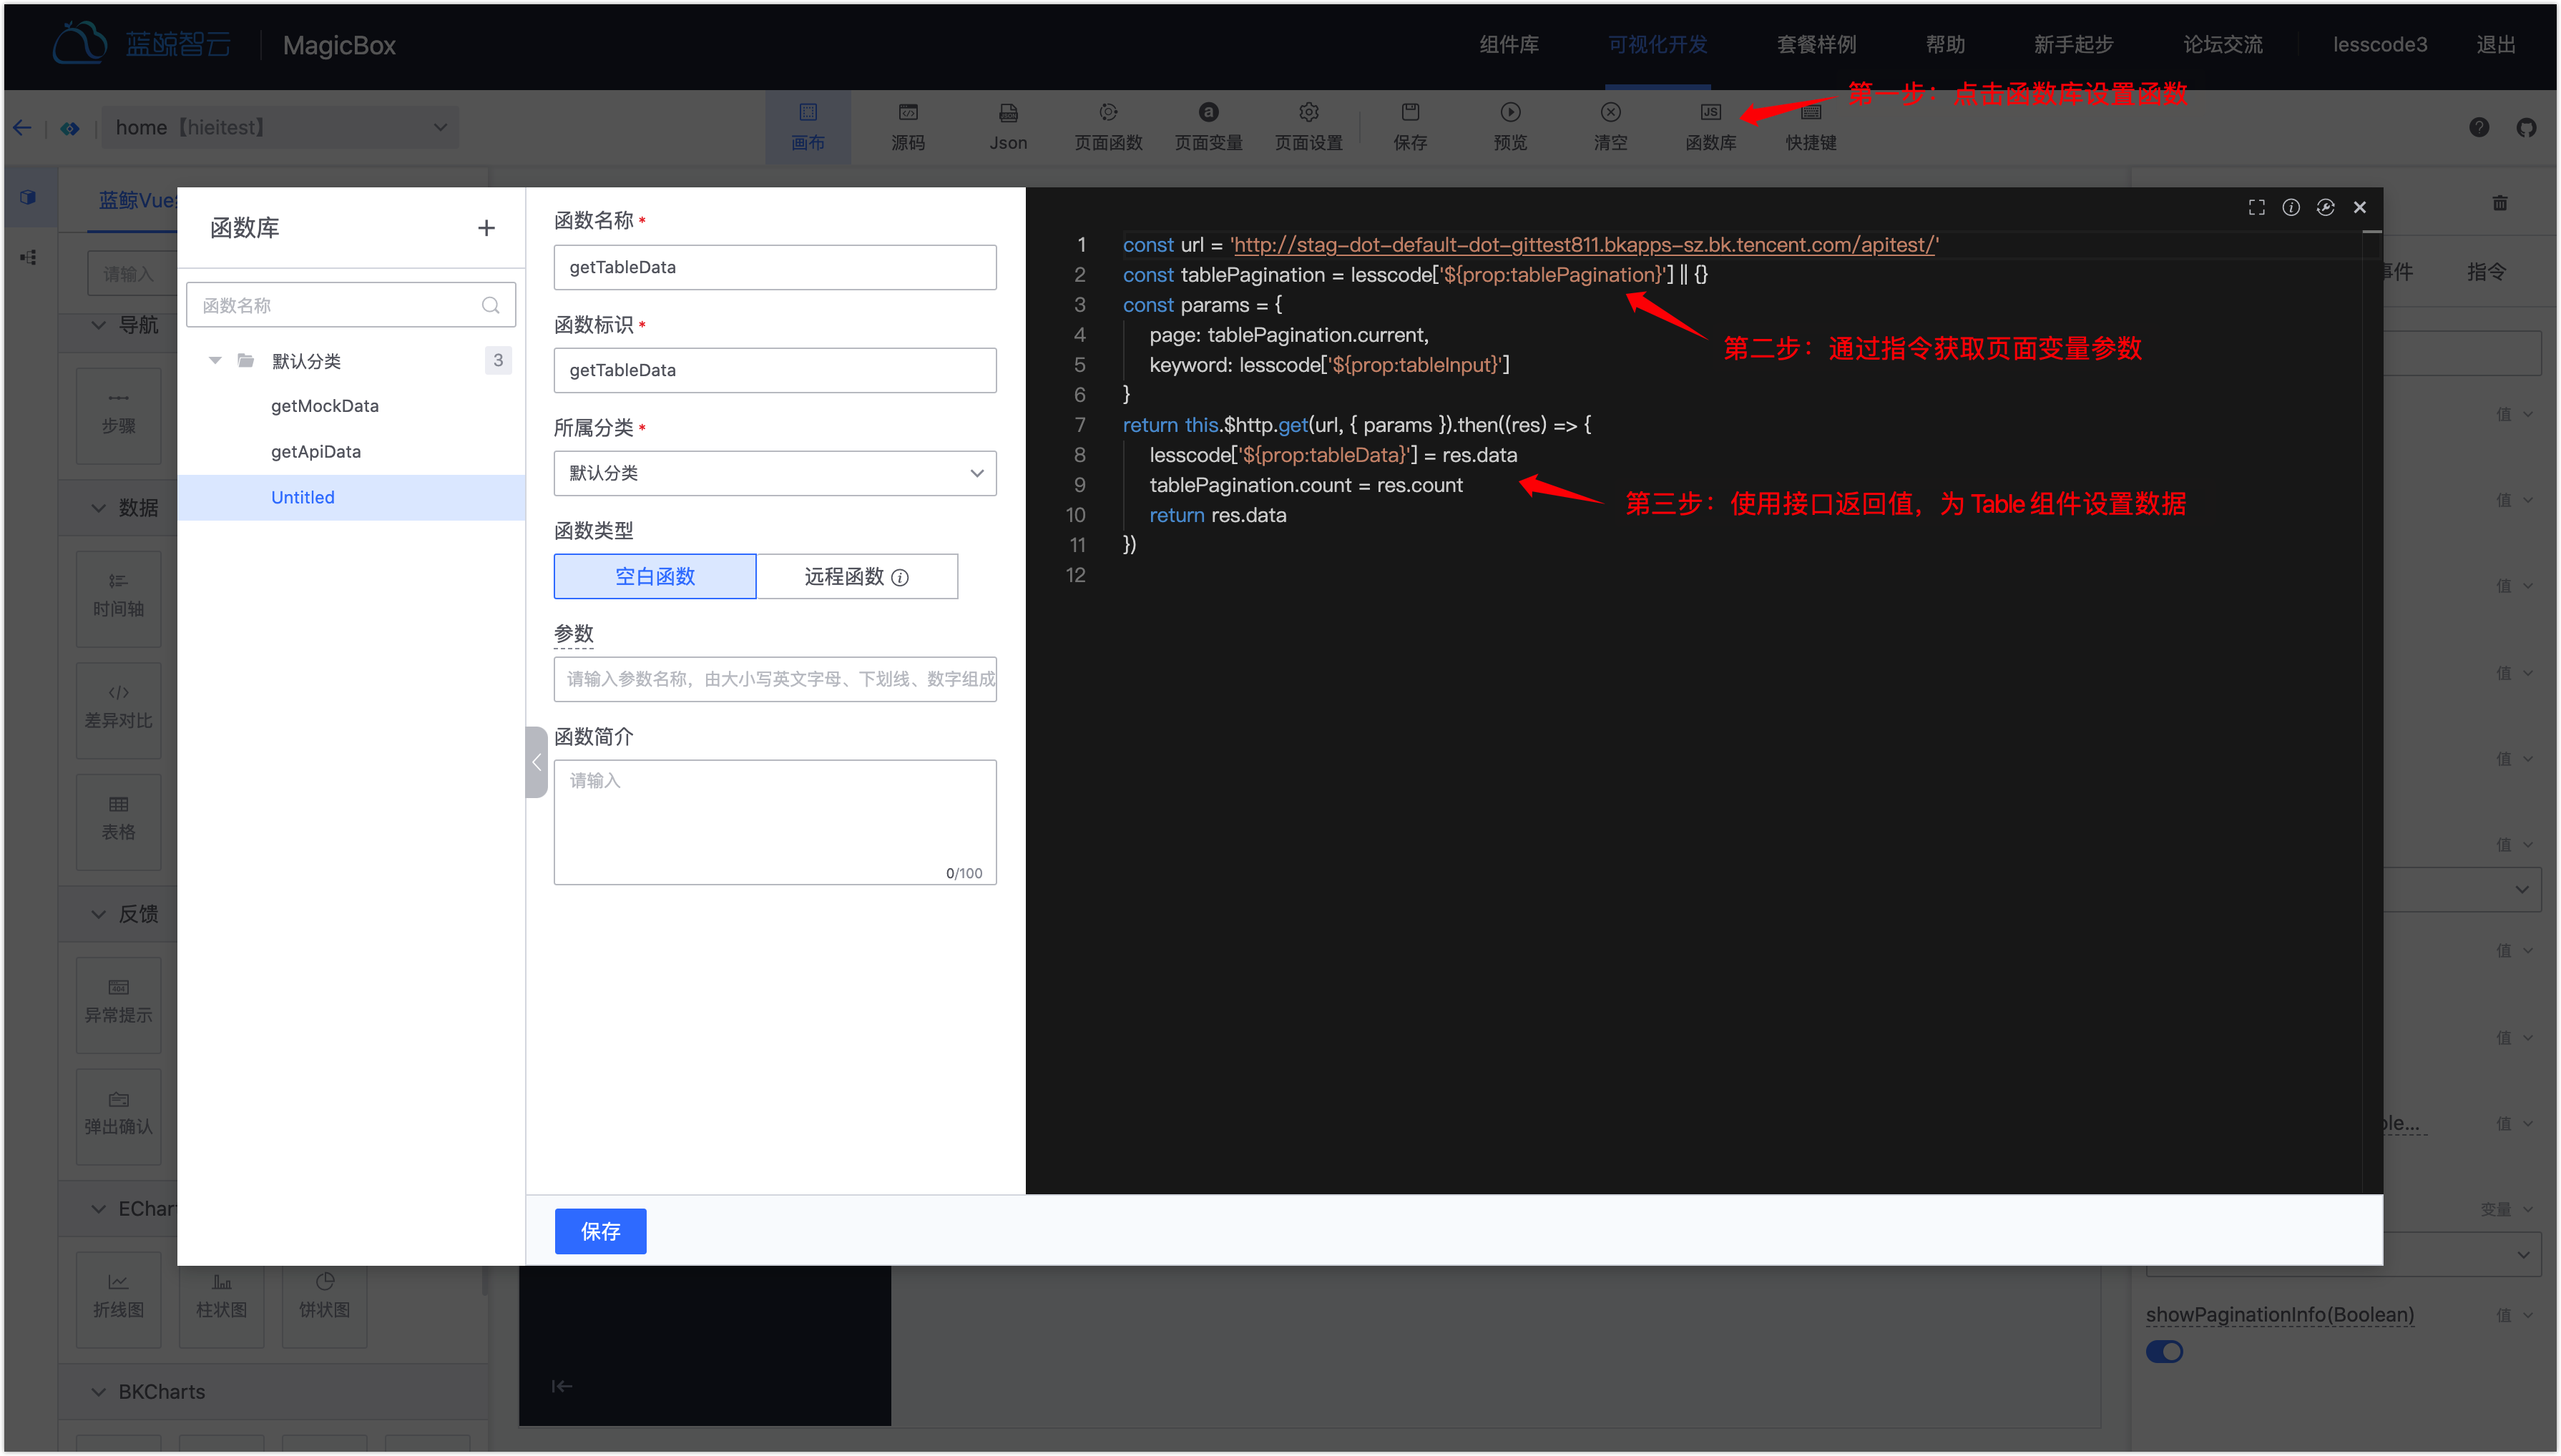 蓝鲸智云 | MagicBox
组件库 可视化开发 套餐样例 帮助 新手起步 论坛交流 lesscode3 退出
home【hieitest】
画布 源码 Json 页面函数 页面变量 页面设置 保存 预览 清空 函数库 快捷键
第一步：点击函数库设置函数
蓝鲸Vue
请输入
导航
步骤
数据
时间轴
差异对比
表格
反馈
异常提示
弹出确认
EChar
折线图 柱状图 饼状图
BKCharts
函数库 +
函数名称
默认分类 3
getMockData
getApiData
Untitled
函数名称 *
getTableData
函数标识 *
getTableData
所属分类 *
默认分类
函数类型
空白函数 远程函数
参数
请输入参数名称，由大小写英文字母、下划线、数字组成
函数简介
请输入
0/100
保存
1 const url = 'http://stag-dot-default-dot-gittest811.bkapps-sz.bk.tencent.com/apitest/'
2 const tablePagination = lesscode['${prop:tablePagination}'] || {}
3 const params = {
4 page: tablePagination.current,
5 keyword: lesscode['${prop:tableInput}']
6 }
7 return this.$http.get(url, { params }).then((res) => {
8 lesscode['${prop:tableData}'] = res.data
9 tablePagination.count = res.count
10 return res.data
11 })
12
第二步：通过指令获取页面变量参数
第三步：使用接口返回值，为 Table 组件设置数据
事件 指令
值
值
值
值
值
值
值
值
ble... 值
变量
showPaginationInfo(Boolean) 值